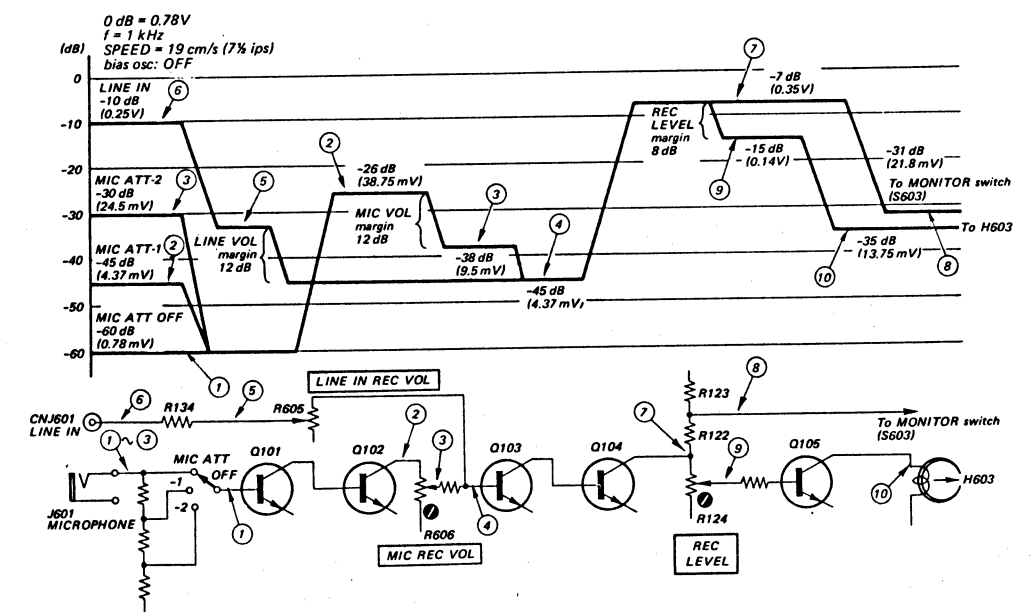 0 dB = 0.78V
f = 1 kHz
SPEED = 19 cm/s (7½ ips)
bias osc: OFF
(dB)
0
-10
-20
-30
-40
-50
-60
LINE IN
-10 dB
(0.25V)
6
MIC ATT-2
-30 dB
(24.5 mV)
3
MIC ATT-1
-45 dB
(4.37 mV)
2
MIC ATT OFF
-60 dB
(0.78 mV)
1
5
LINE VOL
margin
12 dB
2
-26 dB
(38.75 mV)
MIC VOL
margin
12 dB
3
-38 dB
(9.5 mV)
4
-45 dB
(4.37 mV)
7
-7 dB
(0.35V)
REC
LEVEL
margin
8 dB
9
-15 dB
(0.14V)
-31 dB
(21.8 mV)
To MONITOR switch
(S603)
To H603
8
10
-35 dB
(13.75 mV)
LINE IN REC VOL
CNJ601
LINE IN
6
R134
5
R605
1 ~ 3
J601
MICROPHONE
MIC ATT
OFF
-1
-2
1
Q101
Q102
2
3
R606
MIC REC VOL
4
Q103
Q104
7
R123
R122
8
To MONITOR switch
(S603)
9
R124
REC
LEVEL
Q105
10
H603